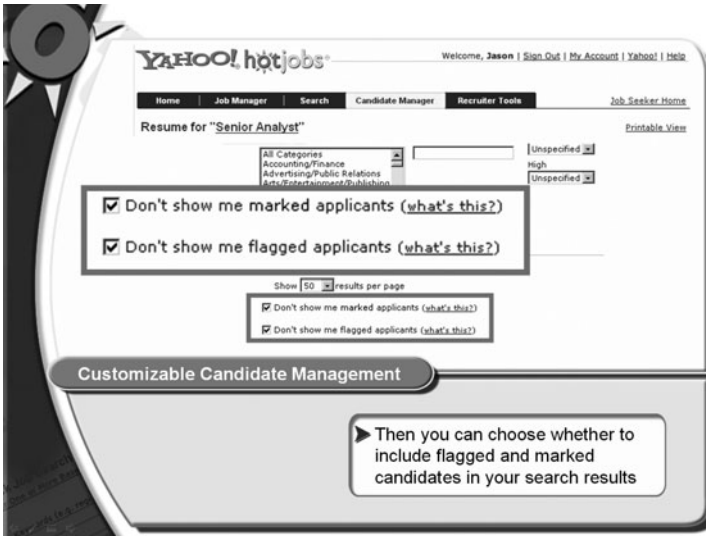 YAHOO! hotjobs
Welcome, Jason | Sign Out | My Account | Yahoo! | Help
Home | Job Manager | Search | Candidate Manager | Recruiter Tools
Job Seeker Home
Resume for "Senior Analyst"
Printable View
All Categories
Accounting/Finance
Advertising/Public Relations
Arts/Entertainment/Publishing
Unspecified
High
Unspecified
Don't show me marked applicants (what's this?)
Don't show me flagged applicants (what's this?)
Show 50 results per page
Don't show me marked applicants (what's this?)
Don't show me flagged applicants (what's this?)
Customizable Candidate Management
Then you can choose whether to
include flagged and marked
candidates in your search results